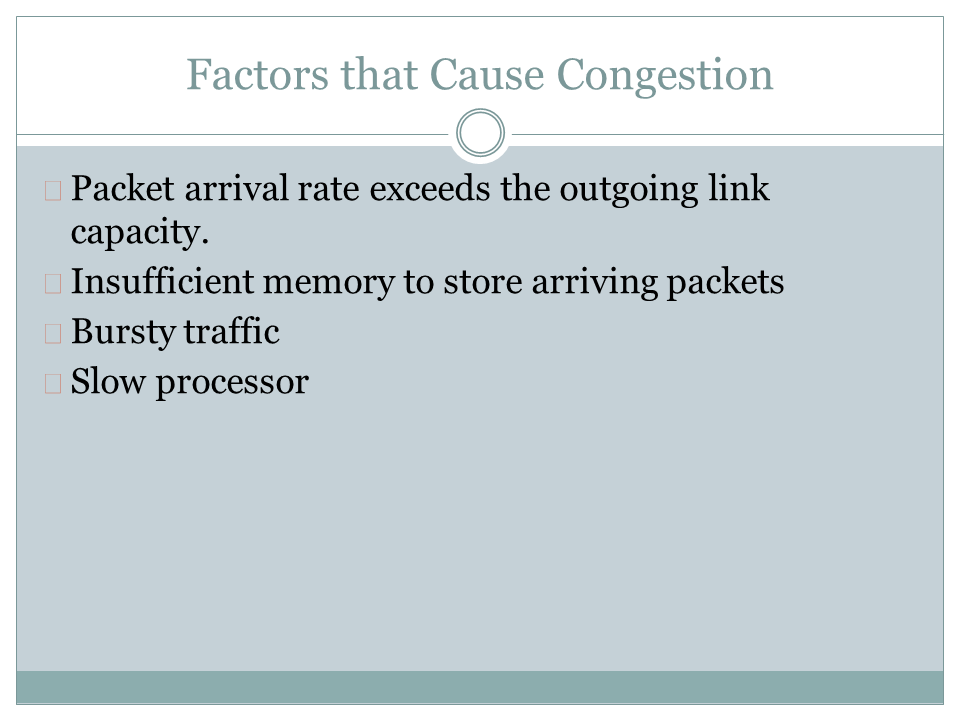 Factors that Cause Congestion
Packet arrival rate exceeds the outgoing link
capacity.
Insufficient memory to store arriving packets
Bursty traffic
Slow processor